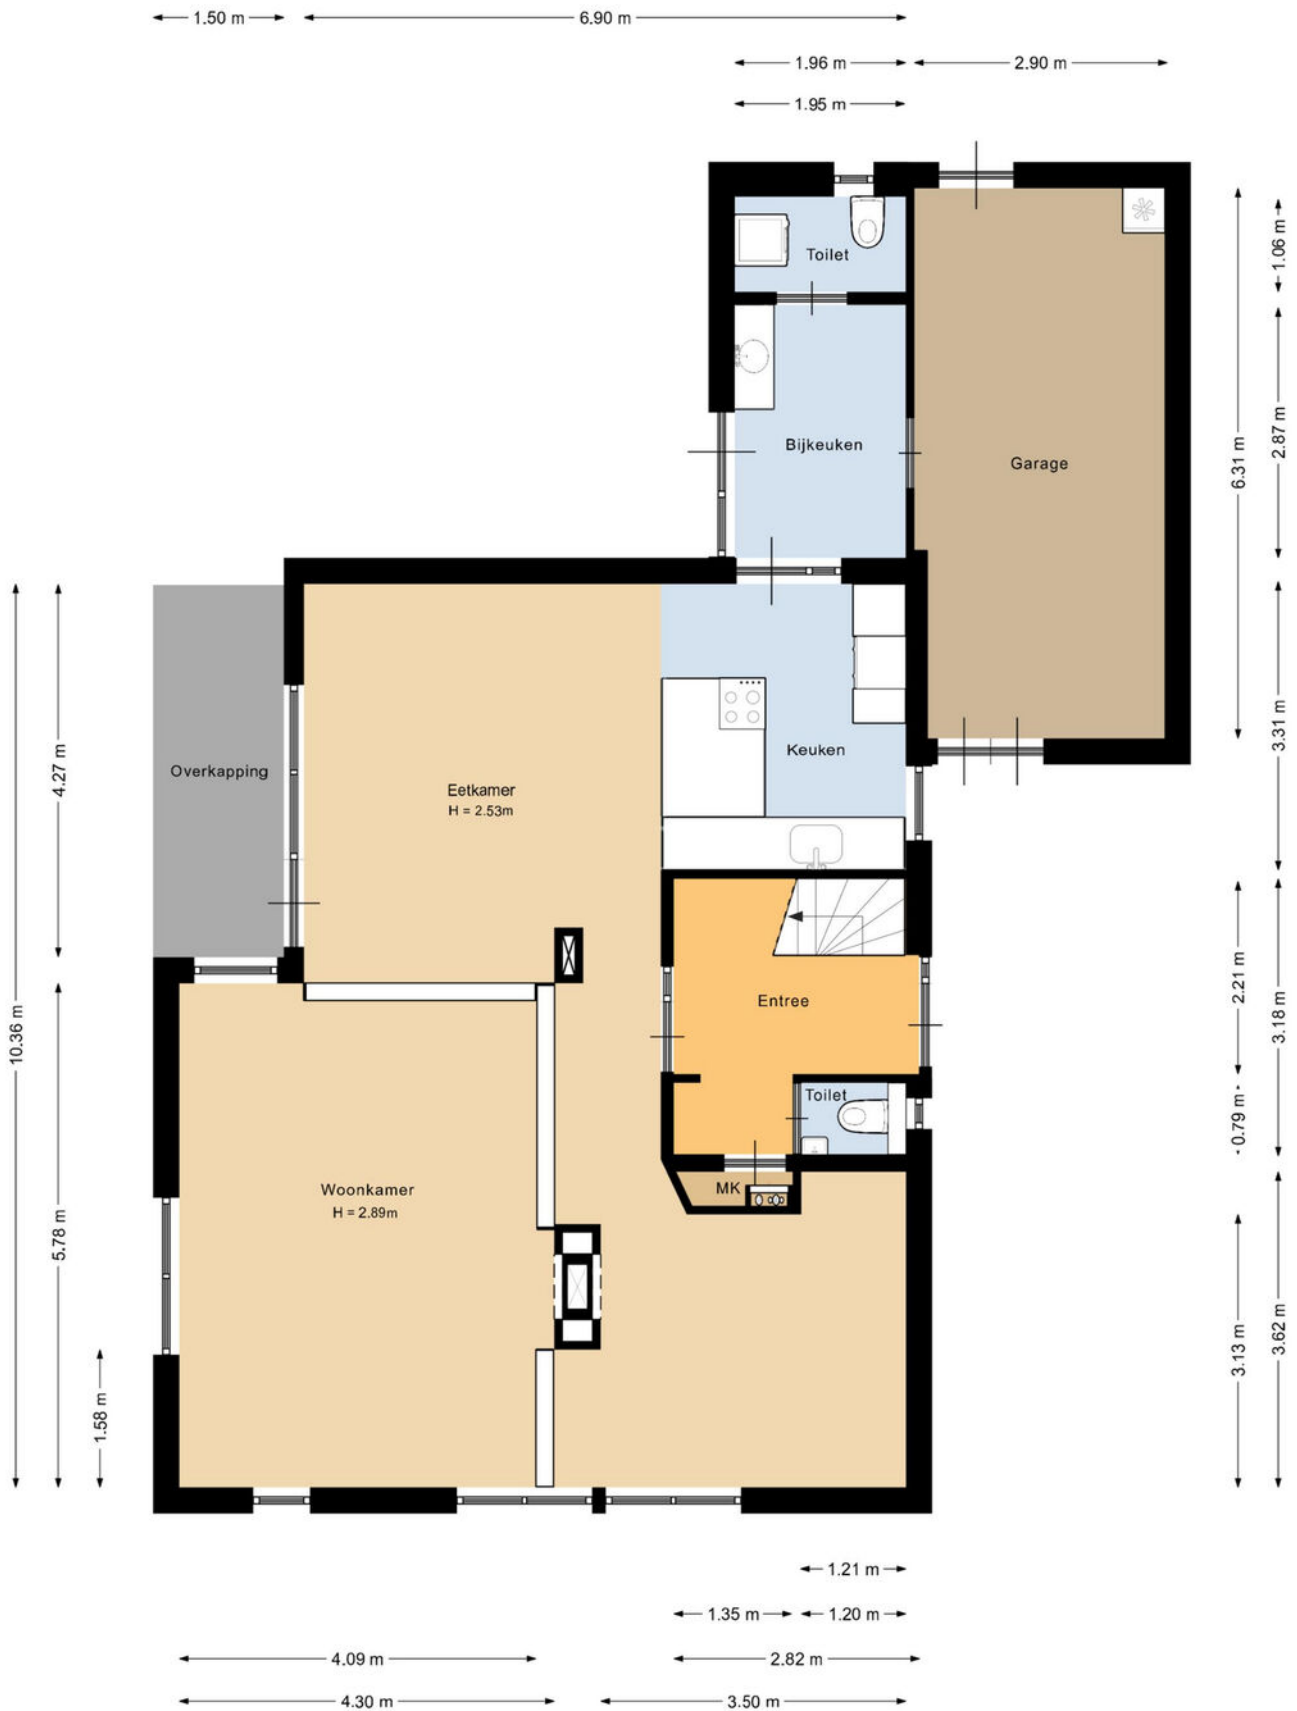 1.50 m
6.90 m
1.96 m
2.90 m
1.95 m
Toilet
1.06 m
Bijkeuken
Garage
6.31 m
2.87 m
Overkapping
Eetkamer
H = 2.53m
Keuken
4.27 m
3.31 m
10.36 m
Entree
2.21 m
3.18 m
Toilet
0.79 m
MK
Woonkamer
H = 2.89m
5.78 m
1.58 m
3.13 m
3.62 m
1.21 m
1.35 m
1.20 m
4.09 m
2.82 m
4.30 m
3.50 m